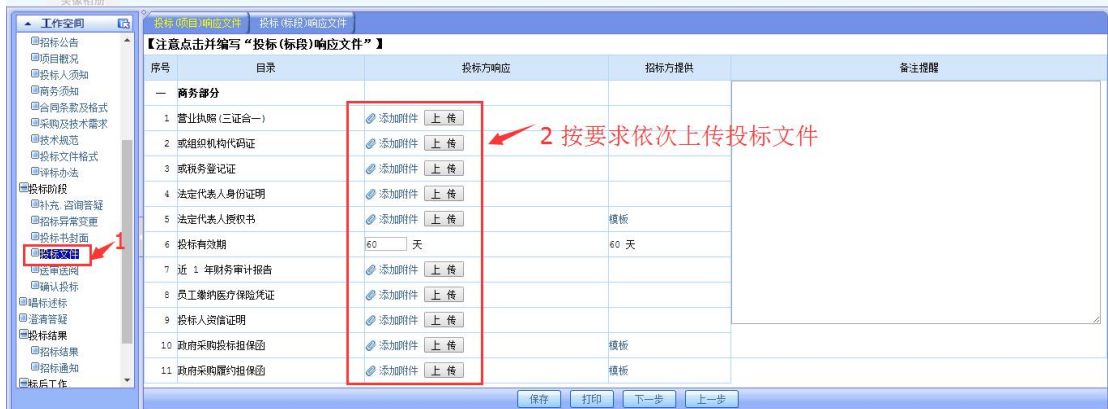 工作空间
招标公告
项目概况
投标人须知
商务须知
合同条款及格式
采购及技术需求
技术规范
投标文件格式
评标办法
投标阶段
补充.咨询答疑
招标异常变更
投标书封面
投标文件
送审送阅
确认投标
唱标述标
澄清答疑
投标结果
招标结果
招标通知
标后工作
1
投标(项目)响应文件 投标(标段)响应文件
【注意点击并编写“投标(标段)响应文件”】
序号 目录 投标方响应 招标方提供 备注提醒
一 商务部分
1 营业执照(三证合一) 添加附件 上 传
2 或组织机构代码证 添加附件 上 传
3 或税务登记证 添加附件 上 传
4 法定代表人身份证明 添加附件 上 传
5 法定代表人授权书 添加附件 上 传 模板
6 投标有效期 60 天 60 天
7 近 1 年财务审计报告 添加附件 上 传
8 员工缴纳医疗保险凭证 添加附件 上 传
9 投标人资信证明 添加附件 上 传
10 政府采购投标担保函 添加附件 上 传 模板
11 政府采购履约担保函 添加附件 上 传 模板
2 按要求依次上传投标文件
保存 打印 下一步 上一步